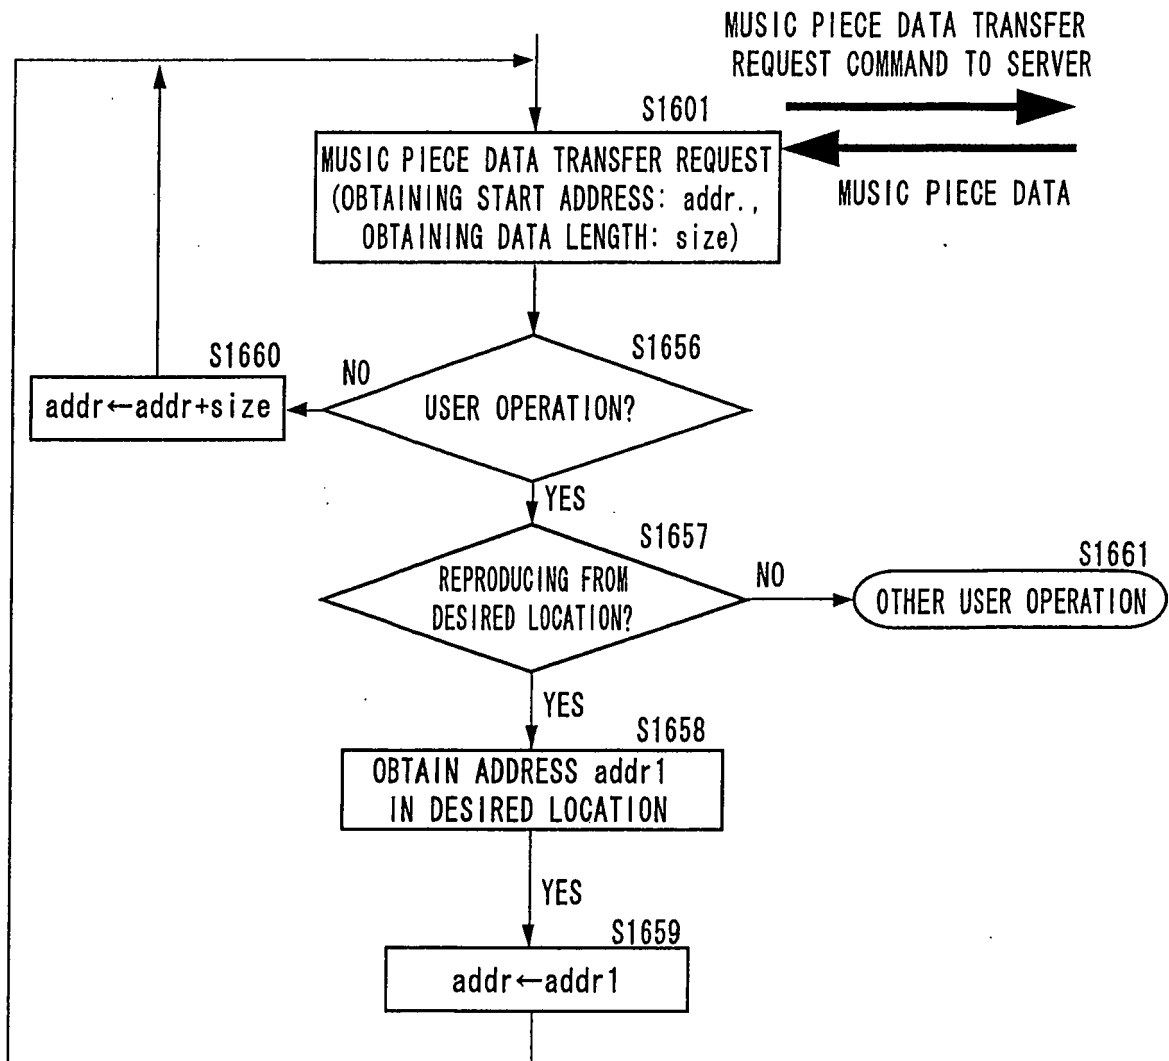 MUSIC PIECE DATA TRANSFER
REQUEST COMMAND TO SERVER
S1601
MUSIC PIECE DATA TRANSFER REQUEST
(OBTAINING START ADDRESS: addr.,
OBTAINING DATA LENGTH: size)
MUSIC PIECE DATA
S1656
USER OPERATION?
NO
S1660
addr←addr+size
YES
S1657
REPRODUCING FROM
DESIRED LOCATION?
NO
S1661
OTHER USER OPERATION
YES
S1658
OBTAIN ADDRESS addr1
IN DESIRED LOCATION
YES
S1659
addr←addr1